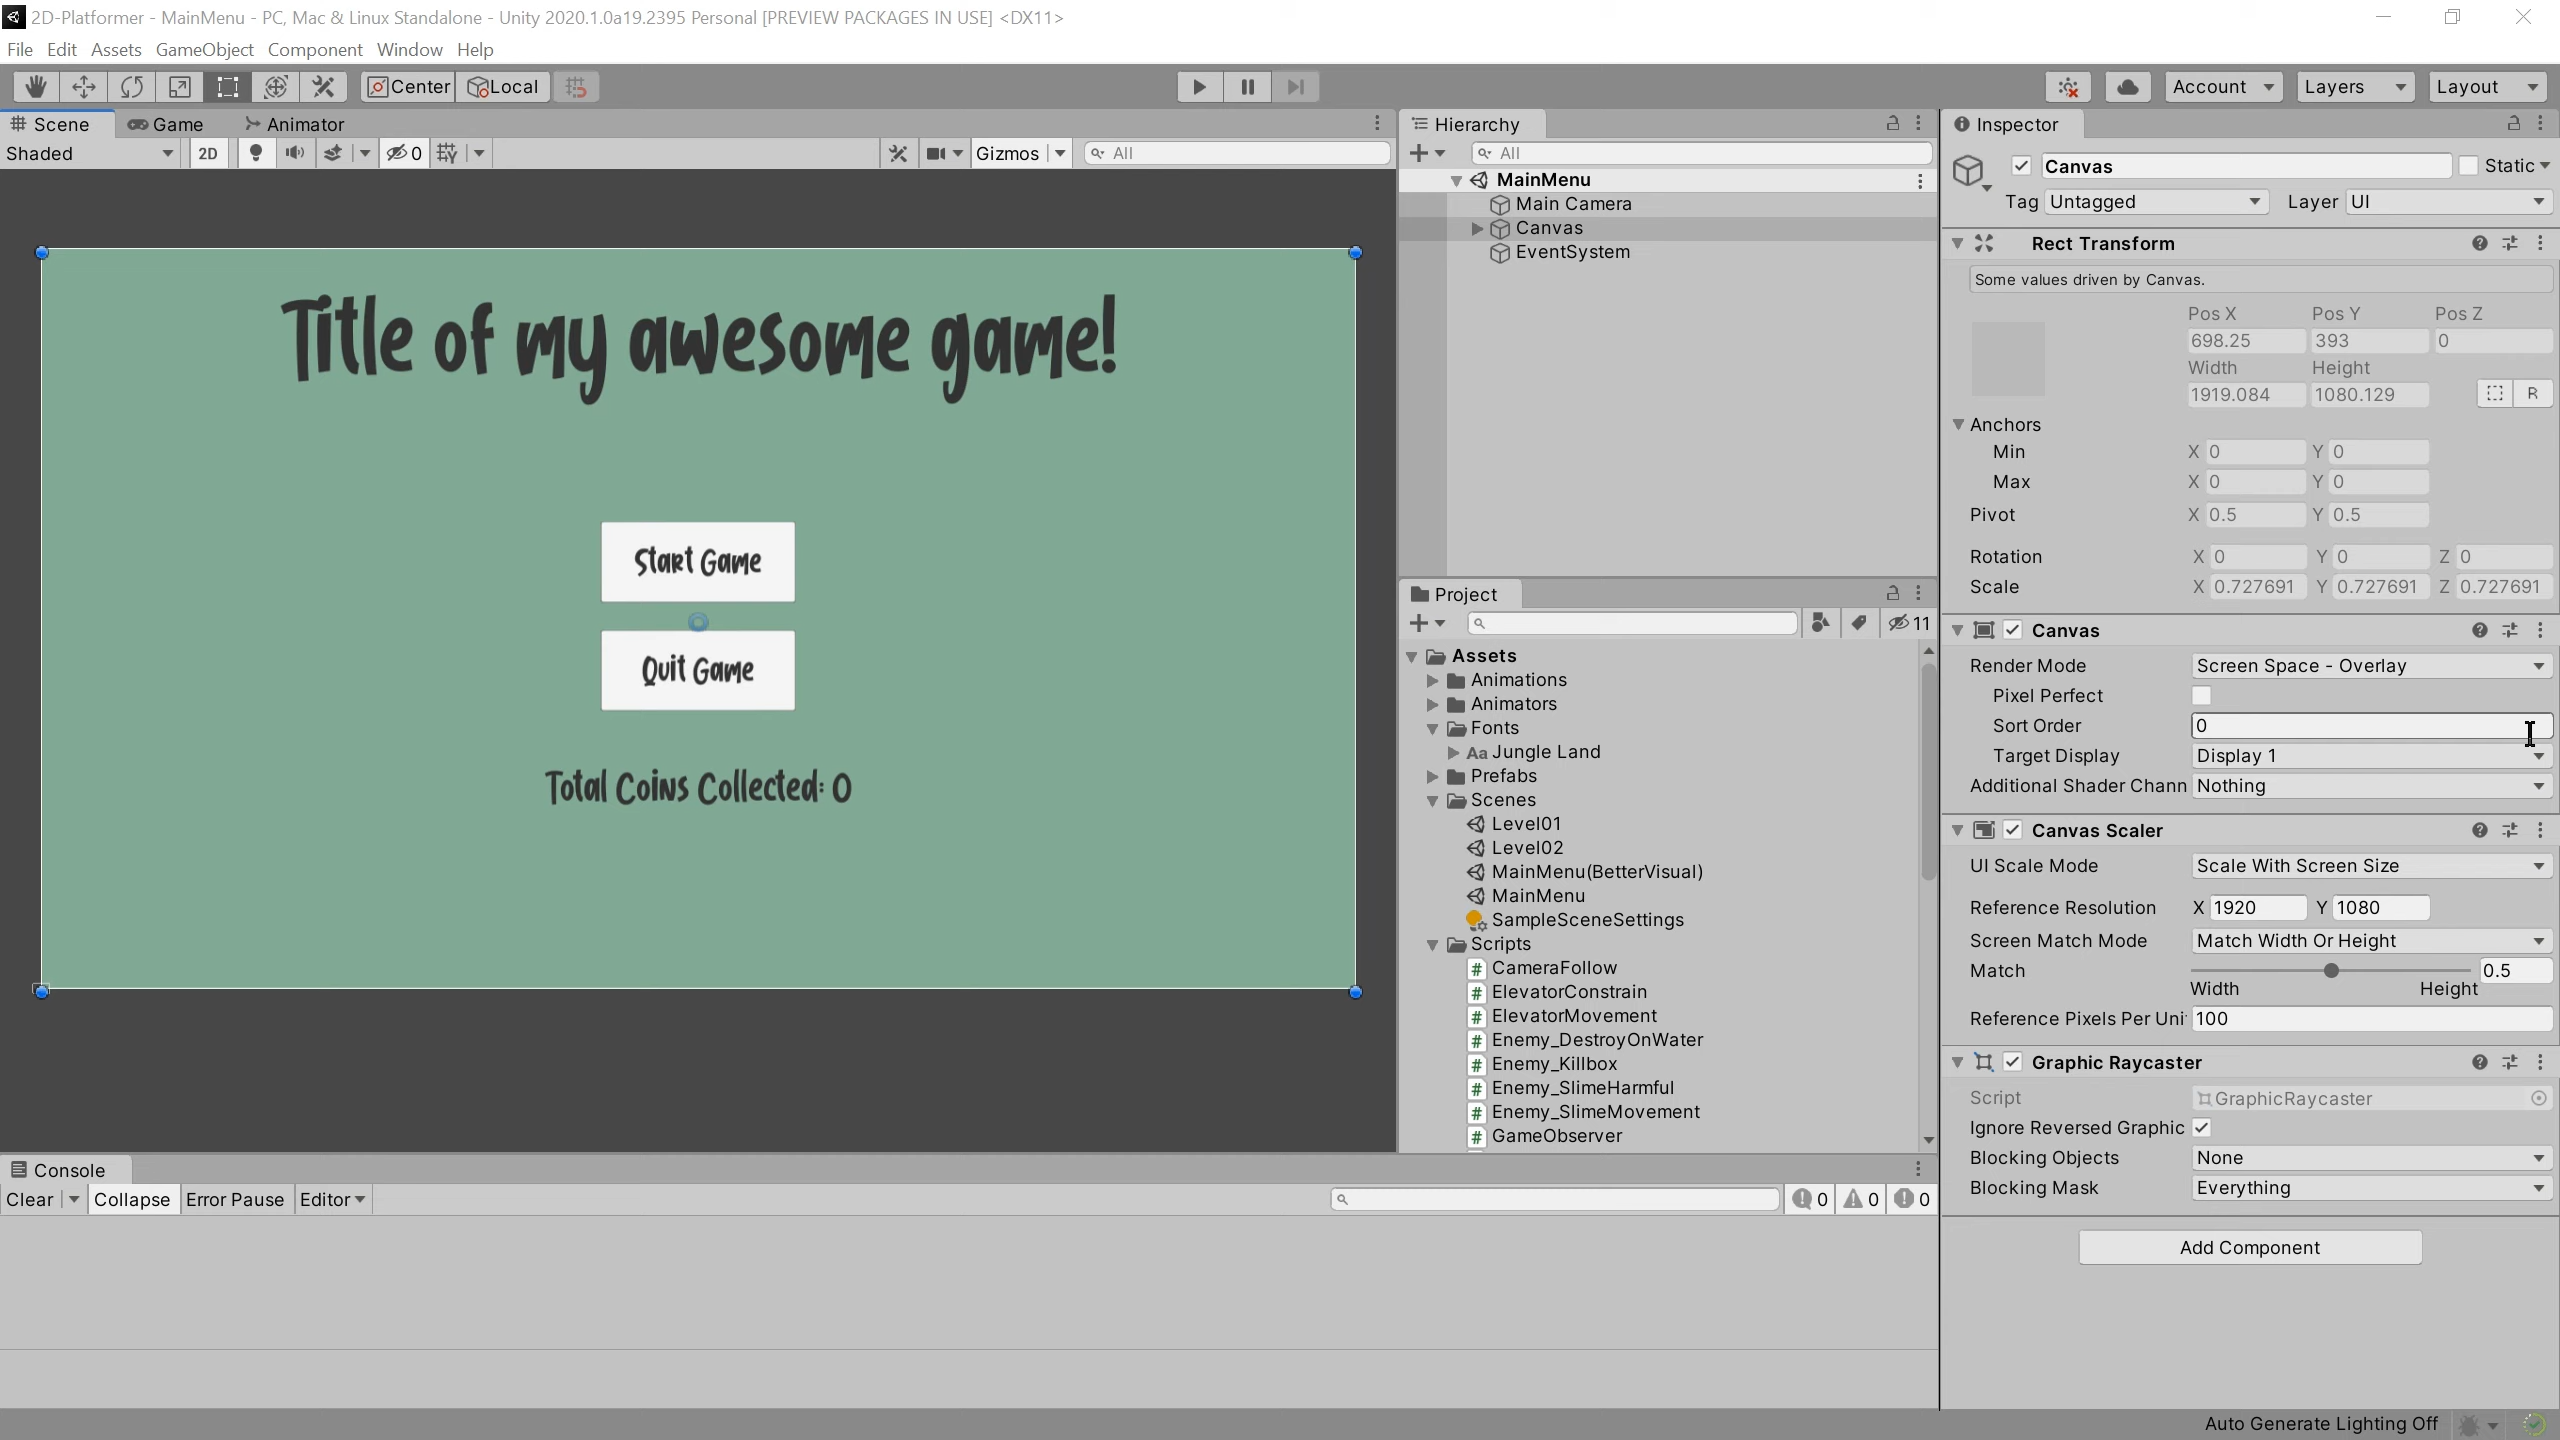 2D-Platformer - MainMenu - PC, Mac & Linux Standalone - Unity 2020.1.0a19.2395 Personal [PREVIEW PACKAGES IN USE] <DX11>
File Edit Assets GameObject Component Window Help
Center Local Account Layers Layout
Scene Game Animator
Shaded 2D 0 Gizmos All
Title of my awesome game!
Start Game
Quit Game
Total Coins Collected: 0
Hierarchy
All
MainMenu
Main Camera
Canvas
EventSystem
Project
11
Assets
Animations
Animators
Fonts
Aa Jungle Land
Prefabs
Scenes
Level01
Level02
MainMenu(BetterVisual)
MainMenu
SampleSceneSettings
Scripts
# CameraFollow
# ElevatorConstrain
# ElevatorMovement
# Enemy_DestroyOnWater
# Enemy_Killbox
# Enemy_SlimeHarmful
# Enemy_SlimeMovement
# GameObserver
Console
Clear Collapse Error Pause Editor 0 0 0
Inspector
Canvas Static
Tag Untagged Layer UI
Rect Transform
Some values driven by Canvas.
Pos X Pos Y Pos Z
698.25 393 0
Width Height
1919.084 1080.129 R
Anchors
Min X 0 Y 0
Max X 0 Y 0
Pivot X 0.5 Y 0.5
Rotation X 0 Y 0 Z 0
Scale X 0.727691 Y 0.727691 Z 0.727691
Canvas
Render Mode Screen Space - Overlay
Pixel Perfect
Sort Order 0
Target Display Display 1
Additional Shader Chann Nothing
Canvas Scaler
UI Scale Mode Scale With Screen Size
Reference Resolution X 1920 Y 1080
Screen Match Mode Match Width Or Height
Match 0.5
Width Height
Reference Pixels Per Uni 100
Graphic Raycaster
Script GraphicRaycaster
Ignore Reversed Graphic
Blocking Objects None
Blocking Mask Everything
Add Component
Auto Generate Lighting Off